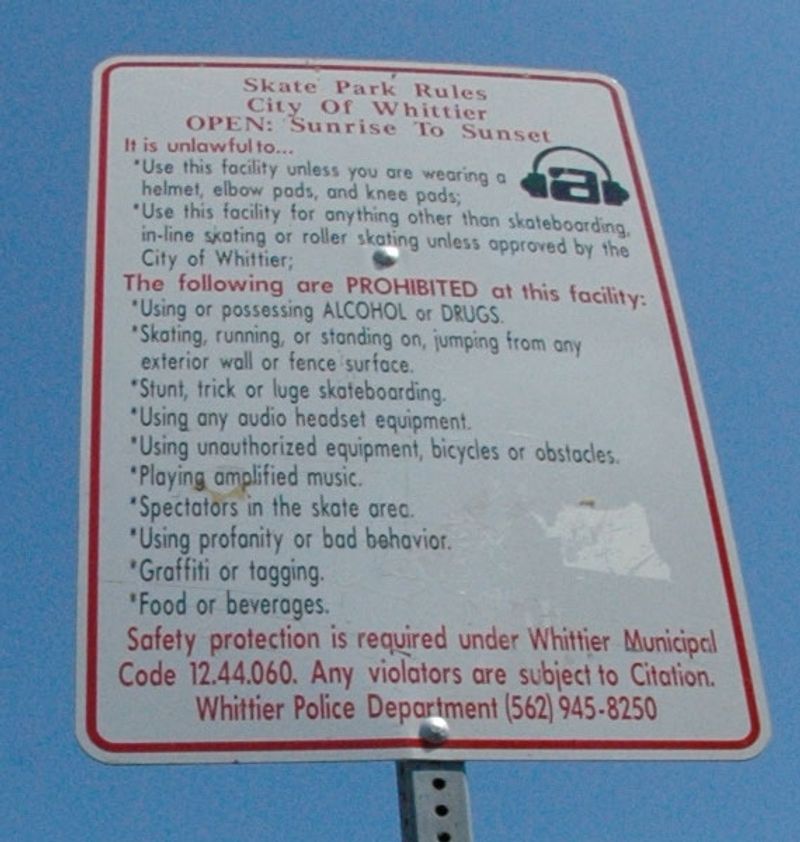 Skate Park Rules
City Of Whittier
OPEN: Sunrise To Sunset
It is unlawful to...
*Use this facility unless you are wearing a
helmet, elbow pads, and knee pads;
a
*Use this facility for anything other than skateboarding,
in-line skating or roller skating unless approved by the
City of Whittier;
The following are PROHIBITED at this facility:
*Using or possessing ALCOHOL or DRUGS.
*Skating, running, or standing on, jumping from any
exterior wall or fence surface.
*Stunt, trick or luge skateboarding.
*Using any audio headset equipment.
*Using unauthorized equipment, bicycles or obstacles.
*Playing amplified music.
*Spectators in the skate area.
*Using profanity or bad behavior.
*Graffiti or tagging.
*Food or beverages.
Safety protection is required under Whittier Municipal
Code 12.44.060. Any violators are subject to Citation.
Whittier Police Department (562) 945-8250